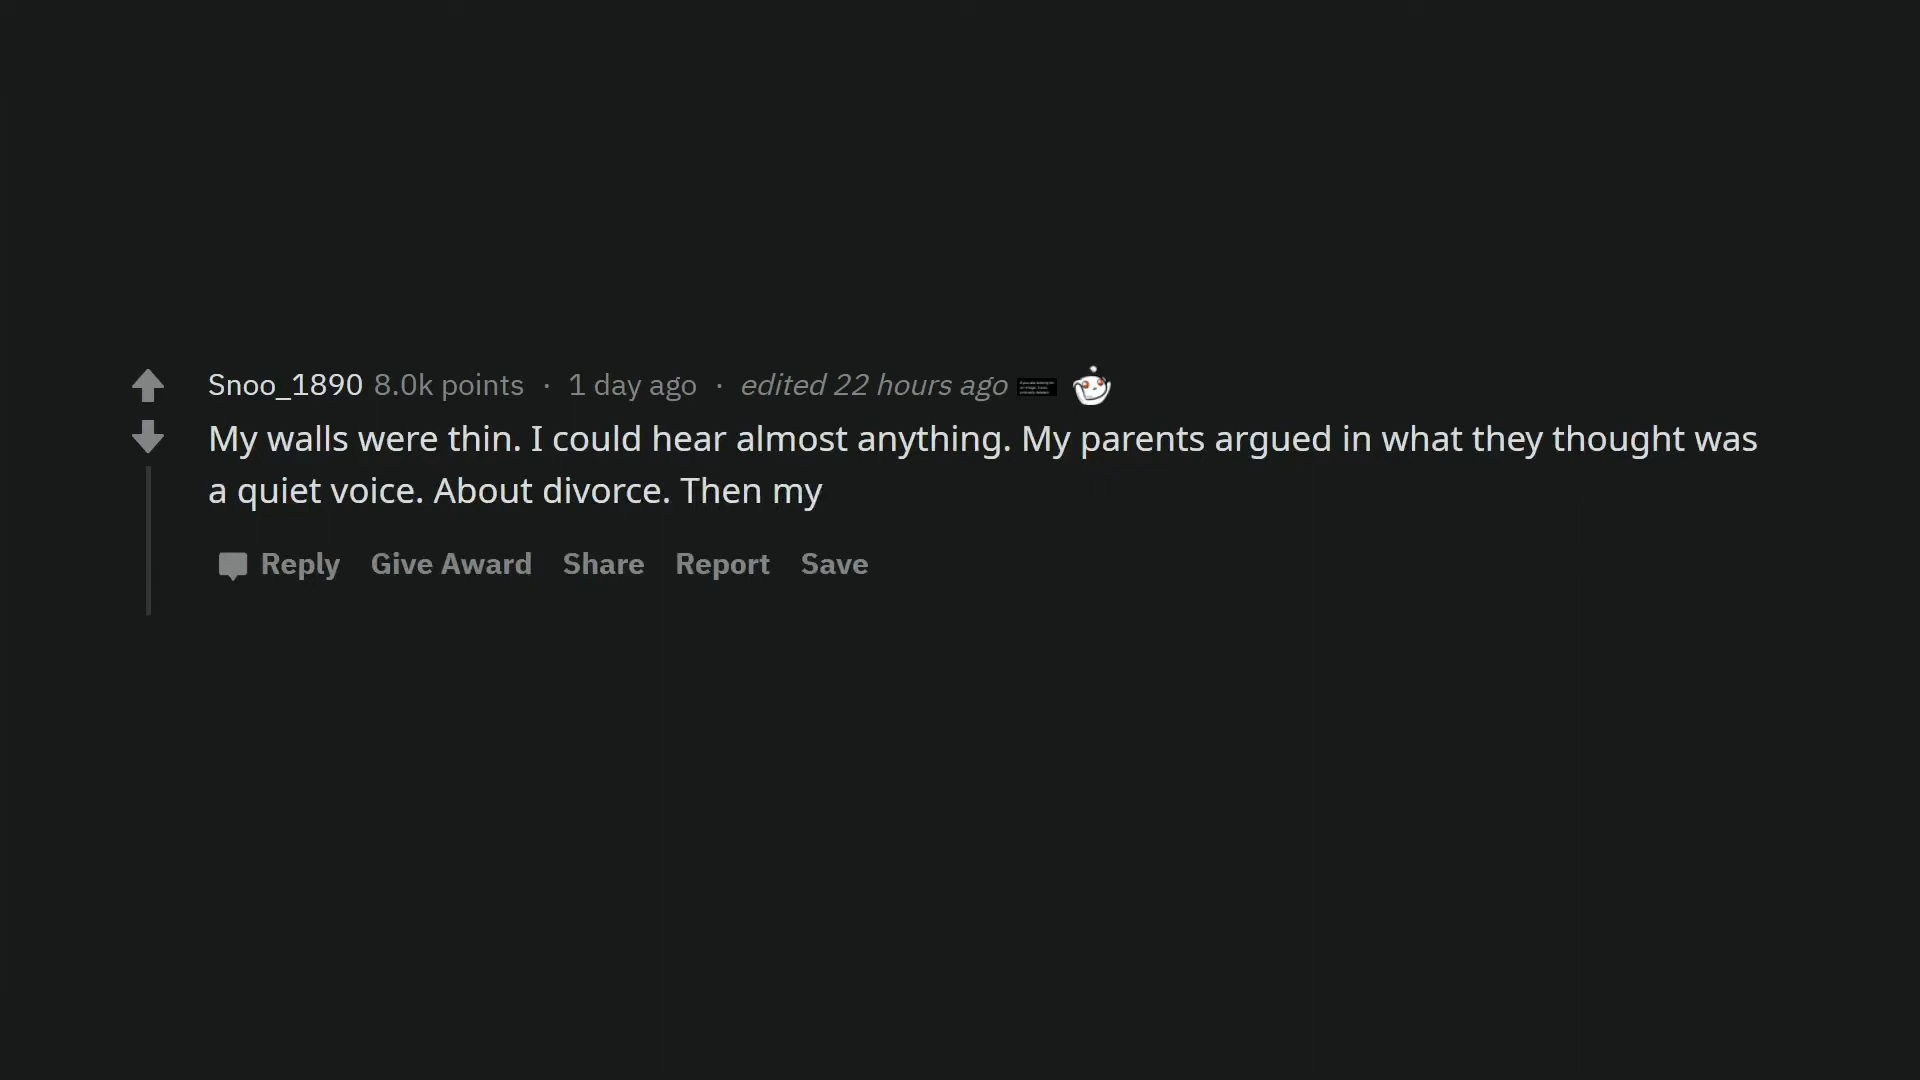 Snoo_1890 8.0k points · 1 day ago · edited 22 hours ago
My walls were thin. I could hear almost anything. My parents argued in what they thought was
a quiet voice. About divorce. Then my
Reply Give Award Share Report Save